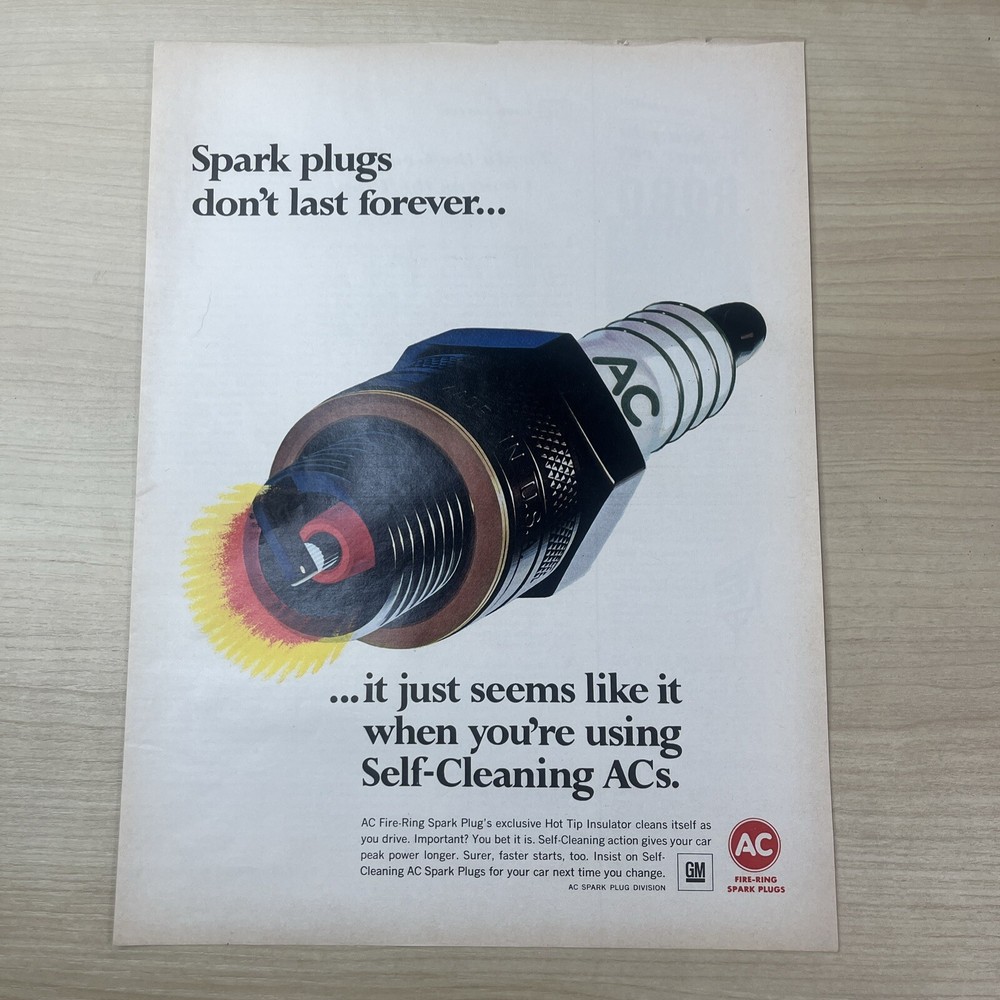 Spark plugs
don't last forever...
AC
IN U.S.
...it just seems like it
when you're using
Self-Cleaning ACs.
AC Fire-Ring Spark Plug's exclusive Hot Tip Insulator cleans itself as
you drive. Important? You bet it is. Self-Cleaning action gives your car
peak power longer. Surer, faster starts, too. Insist on Self-
Cleaning AC Spark Plugs for your car next time you change.
AC SPARK PLUG DIVISION
GM
AC
FIRE-RING
SPARK PLUGS